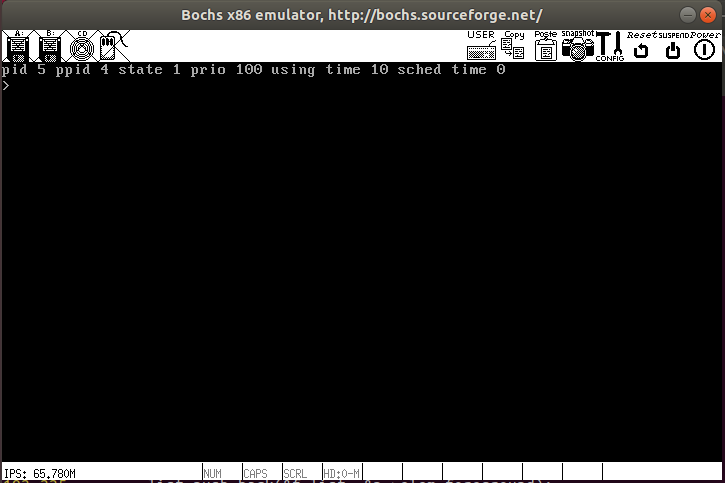 Bochs x86 emulator, http://bochs.sourceforge.net/
A: B: CD USER Copy Paste snapshot CONFIG Reset SUSPEND Power
pid 5 ppid 4 state 1 prio 100 using time 10 sched time 0
>
IPS: 65.780M NUM CAPS SCRL HD:0-M